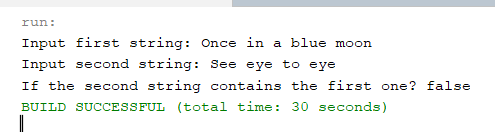 run:
Input first string: Once in a blue moon
Input second string: See eye to eye
If the second string contains the first one? false
BUILD SUCCESSFUL (total time: 30 seconds)